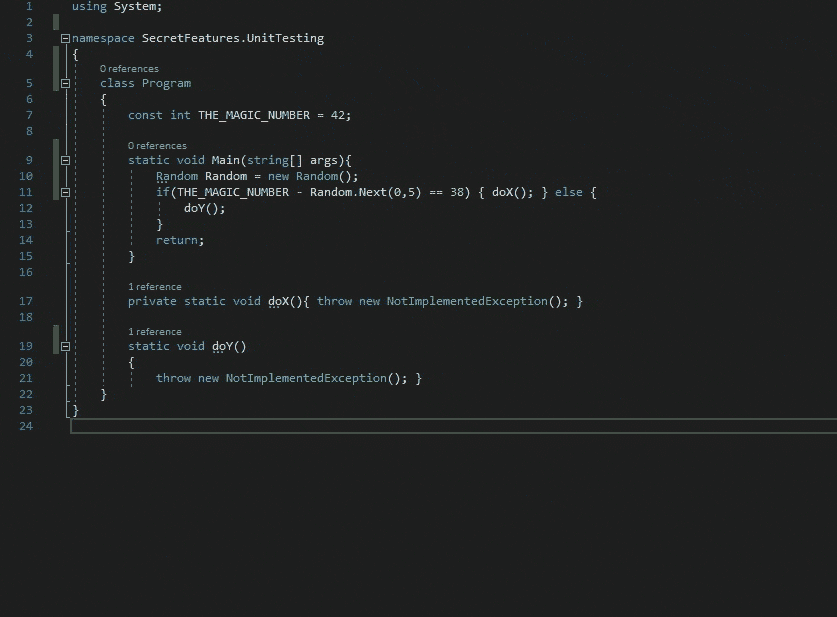 1 using System;
2
3 namespace SecretFeatures.UnitTesting
4 {
0 references
5 class Program
6 {
7 const int THE_MAGIC_NUMBER = 42;
8
0 references
9 static void Main(string[] args){
10 Random Random = new Random();
11 if(THE_MAGIC_NUMBER - Random.Next(0,5) == 38) { doX(); } else {
12 doY();
13 }
14 return;
15 }
16
1 reference
17 private static void doX(){ throw new NotImplementedException(); }
18
1 reference
19 static void doY()
20 {
21 throw new NotImplementedException(); }
22 }
23 }
24